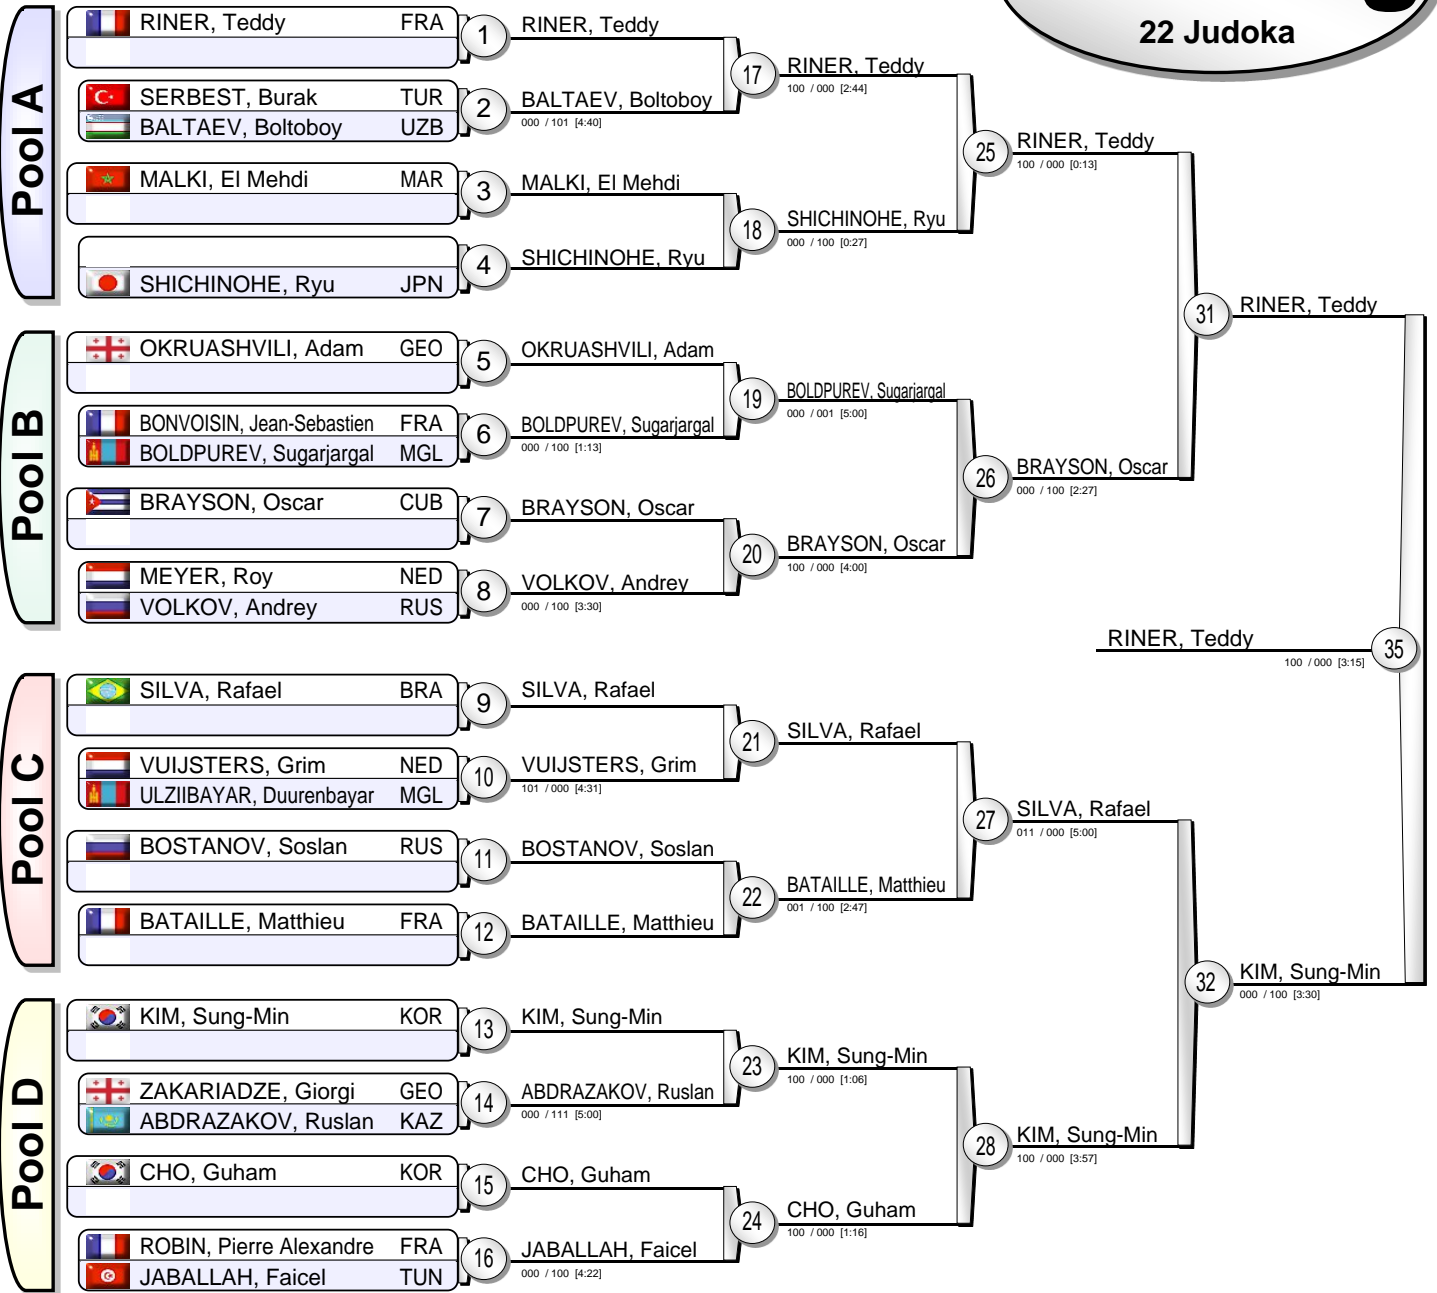 22 Judoka
Pool A
RINER, Teddy FRA
SERBEST, Burak TUR
BALTAEV, Boltoboy UZB
MALKI, El Mehdi MAR
SHICHINOHE, Ryu JPN
1
2
3
4
RINER, Teddy
BALTAEV, Boltoboy
000 / 101 [4:40]
MALKI, El Mehdi
SHICHINOHE, Ryu
17
18
RINER, Teddy
100 / 000 [2:44]
SHICHINOHE, Ryu
000 / 100 [0:27]
25
RINER, Teddy
100 / 000 [0:13]
Pool B
OKRUASHVILI, Adam GEO
BONVOISIN, Jean-Sebastien FRA
BOLDPUREV, Sugarjargal MGL
BRAYSON, Oscar CUB
MEYER, Roy NED
VOLKOV, Andrey RUS
5
6
7
8
OKRUASHVILI, Adam
BOLDPUREV, Sugarjargal
000 / 100 [1:13]
BRAYSON, Oscar
VOLKOV, Andrey
000 / 100 [3:30]
19
20
BOLDPUREV, Sugarjargal
000 / 001 [5:00]
BRAYSON, Oscar
100 / 000 [4:00]
26
BRAYSON, Oscar
000 / 100 [2:27]
31
RINER, Teddy
Pool C
SILVA, Rafael BRA
VUIJSTERS, Grim NED
ULZIIBAYAR, Duurenbayar MGL
BOSTANOV, Soslan RUS
BATAILLE, Matthieu FRA
9
10
11
12
SILVA, Rafael
VUIJSTERS, Grim
101 / 000 [4:31]
BOSTANOV, Soslan
BATAILLE, Matthieu
21
22
SILVA, Rafael
BATAILLE, Matthieu
001 / 100 [2:47]
27
SILVA, Rafael
011 / 000 [5:00]
Pool D
KIM, Sung-Min KOR
ZAKARIADZE, Giorgi GEO
ABDRAZAKOV, Ruslan KAZ
CHO, Guham KOR
ROBIN, Pierre Alexandre FRA
JABALLAH, Faicel TUN
13
14
15
16
KIM, Sung-Min
ABDRAZAKOV, Ruslan
000 / 111 [5:00]
CHO, Guham
JABALLAH, Faicel
000 / 100 [4:22]
23
24
KIM, Sung-Min
100 / 000 [1:06]
CHO, Guham
100 / 000 [1:16]
28
KIM, Sung-Min
100 / 000 [3:57]
32
KIM, Sung-Min
000 / 100 [3:30]
RINER, Teddy
100 / 000 [3:15]
35